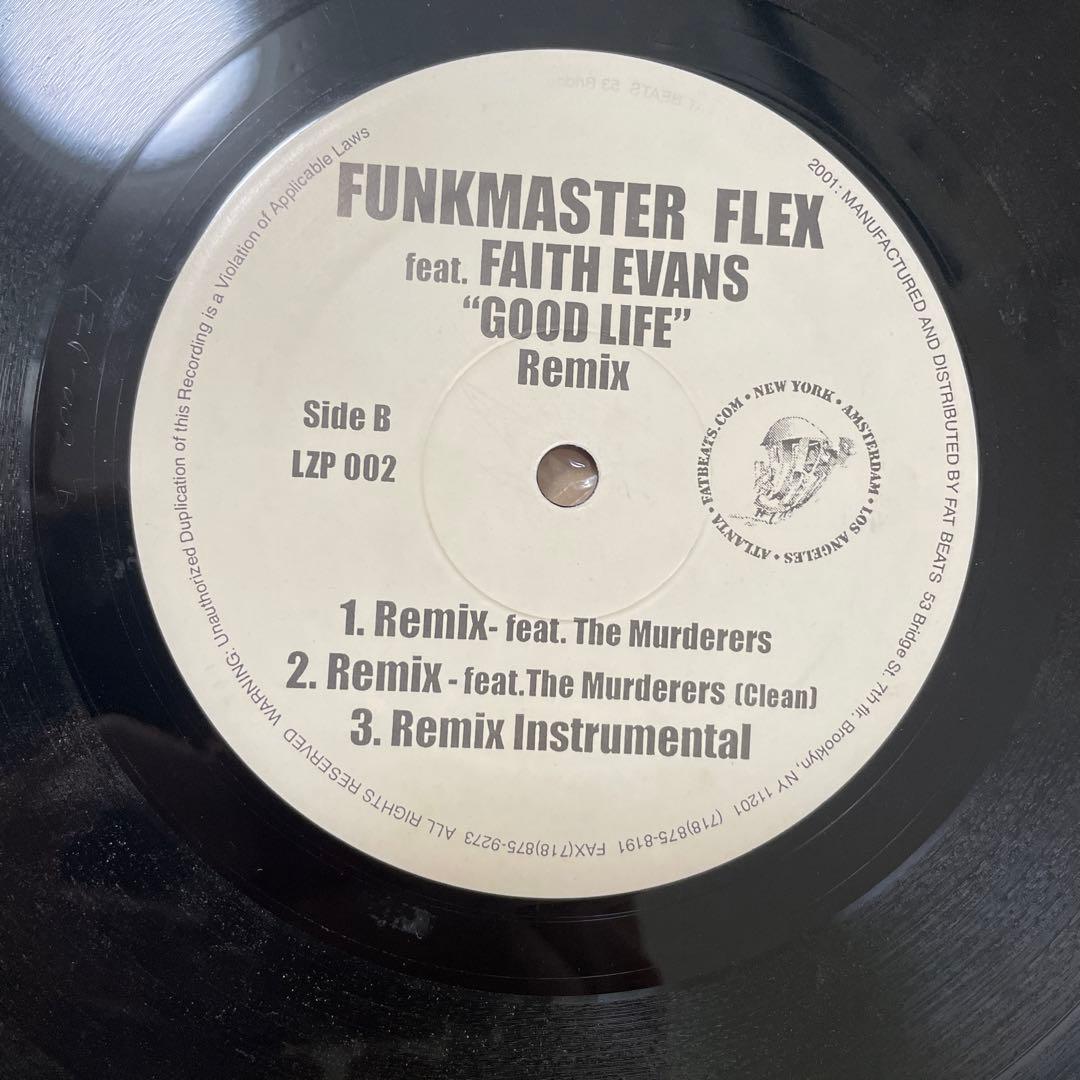 FUNKMASTER FLEX
feat. FAITH EVANS
“GOOD LIFE”
Remix
Side B
LZP 002
FATBEATS.COM • NEW YORK • AMSTERDAM • LOS ANGELES • ATLANTA •
1. Remix- feat. The Murderers
2. Remix - feat.The Murderers (Clean)
3. Remix Instrumental
2001: MANUFACTURED AND DISTRIBUTED BY FAT BEATS 53 Bridge St. 7th flr. Brooklyn, NY 11201 (718)875-8191 FAX(718)875-9273 ALL RIGHTS RESERVED WARNING: Unauthorized Duplication of this Recording is a Violation of Applicable Laws